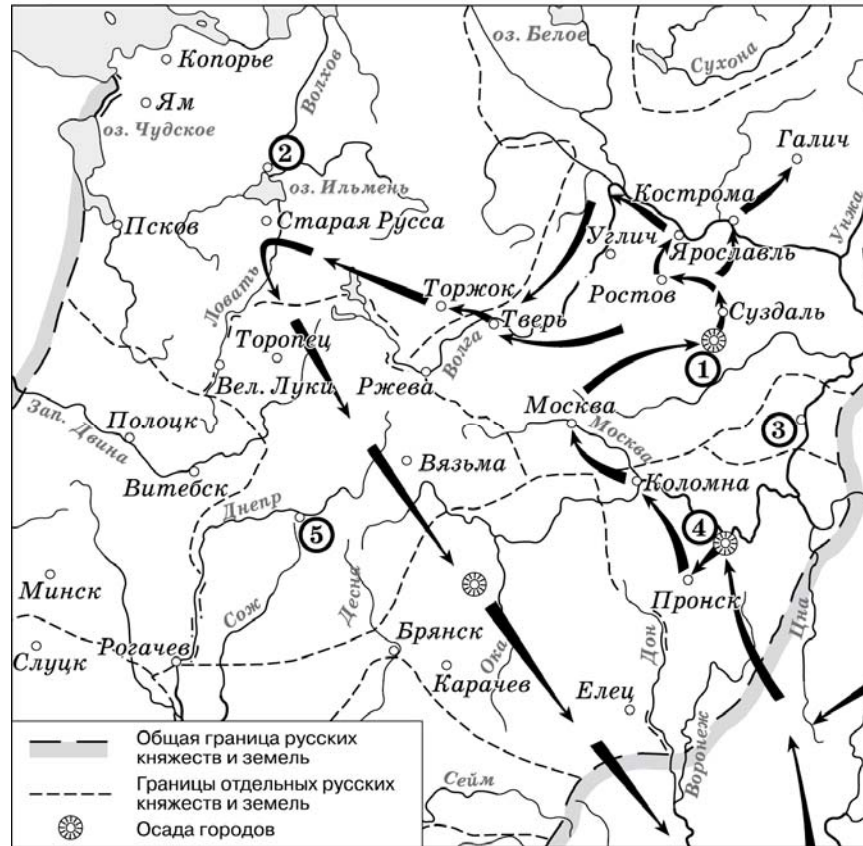 оз. Белое
Сухона
Копорье
Волхов
Ям
оз. Чудское
Галич
2
оз. Ильмень
Кострома
Унжа
Псков
Старая Русса
Углич
Ярославль
Ловать
Торжок
Ростов
Суздаль
Тверь
Торопец
Волга
1
Вел. Луки
Ржева
Москва
Москва
3
Зап. Двина
Полоцк
Вязьма
Коломна
Витебск
Днепр
5
4
Минск
Десна
Пронск
Цна
Сож
Слуцк
Рогачев
Брянск
Ока
Дон
Карачев
Елец
Воронеж
Общая граница русских
княжеств и земель
Границы отдельных русских
княжеств и земель
Осада городов
Сейм